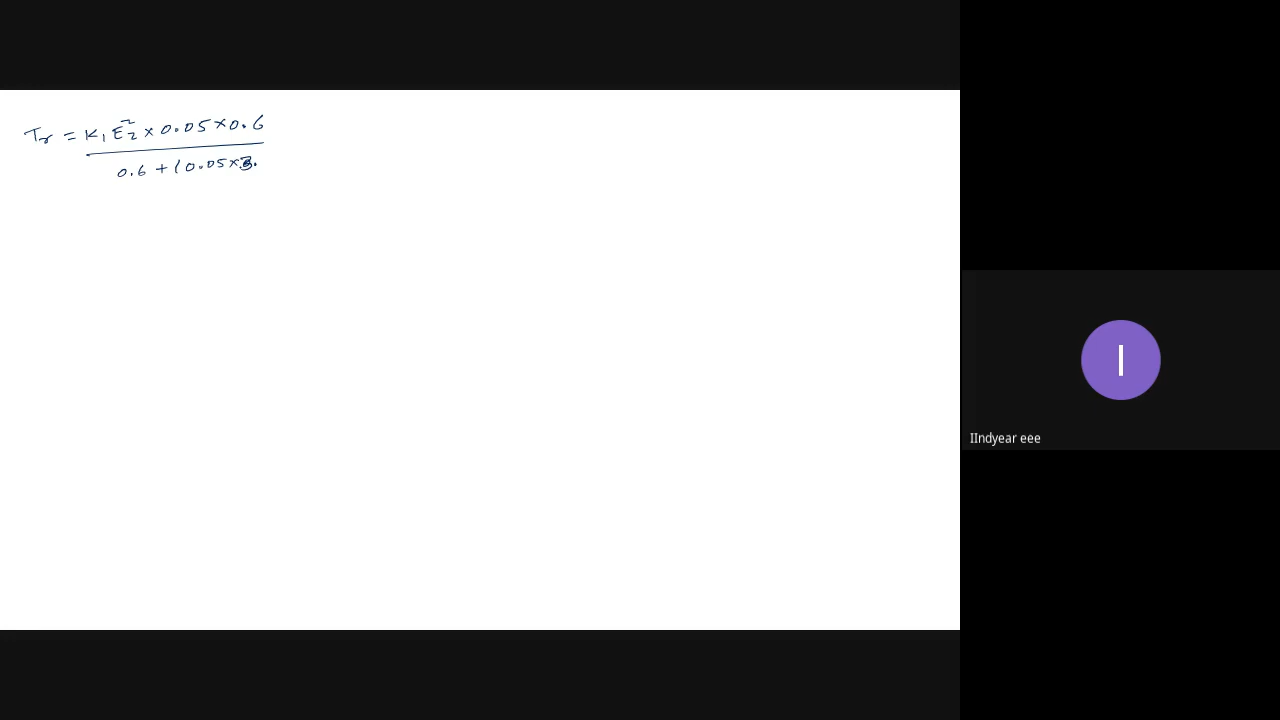 Tr = K1 E2² × 0.05 × 0.6
0.6 + (0.05 × 3.
IIndyear eee
I